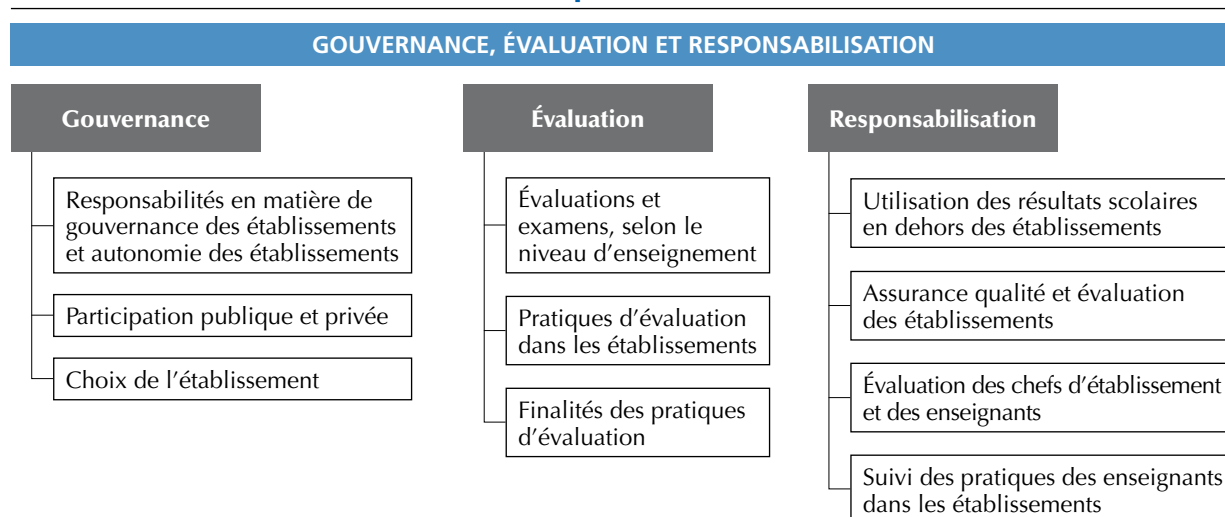 GOUVERNANCE, ÉVALUATION ET RESPONSABILISATION
Gouvernance
Responsabilités en matière de
gouvernance des établissements
et autonomie des établissements
Participation publique et privée
Choix de l’établissement
Évaluation
Évaluations et
examens, selon le
niveau d’enseignement
Pratiques d’évaluation
dans les établissements
Finalités des pratiques
d’évaluation
Responsabilisation
Utilisation des résultats scolaires
en dehors des établissements
Assurance qualité et évaluation
des établissements
Évaluation des chefs d’établissement
et des enseignants
Suivi des pratiques des enseignants
dans les établissements